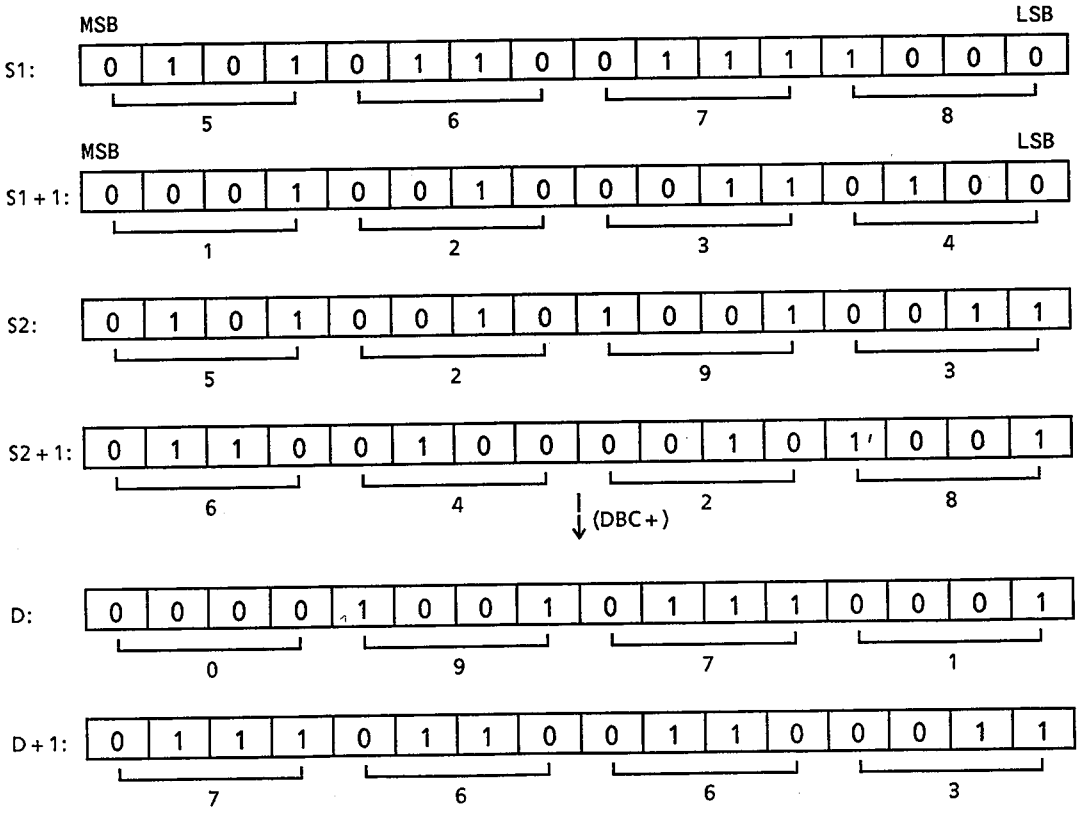 MSB LSB
S1: 0 1 0 1 0 1 1 0 0 1 1 1 1 0 0 0
5 6 7 8
MSB LSB
S1 + 1: 0 0 0 1 0 0 1 0 0 0 1 1 0 1 0 0
1 2 3 4
S2: 0 1 0 1 0 0 1 0 1 0 0 1 0 0 1 1
5 2 9 3
S2 + 1: 0 1 1 0 0 1 0 0 0 0 1 0 1 0 0 1
6 4 2 8
(DBC+)
D: 0 0 0 0 1 0 0 1 0 1 1 1 0 0 0 1
0 9 7 1
D + 1: 0 1 1 1 0 1 1 0 0 1 1 0 0 0 1 1
7 6 6 3